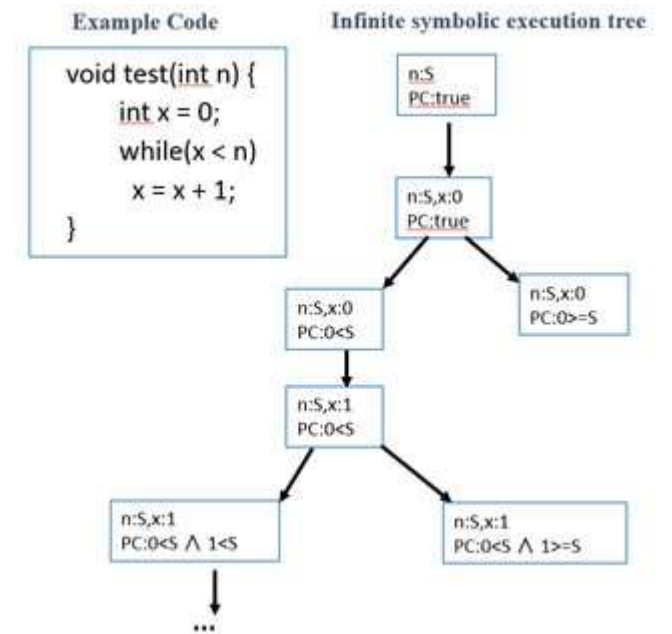 Example Code
Infinite symbolic execution tree
void test(int n) {
int x = 0;
while(x < n)
x = x + 1;
}
n:S
PC:true
n:S,x:0
PC:true
n:S,x:0
PC:0<S
n:S,x:0
PC:0>=S
n:S,x:1
PC:0<S
n:S,x:1
PC:0<S ∧ 1<S
n:S,x:1
PC:0<S ∧ 1>=S
...